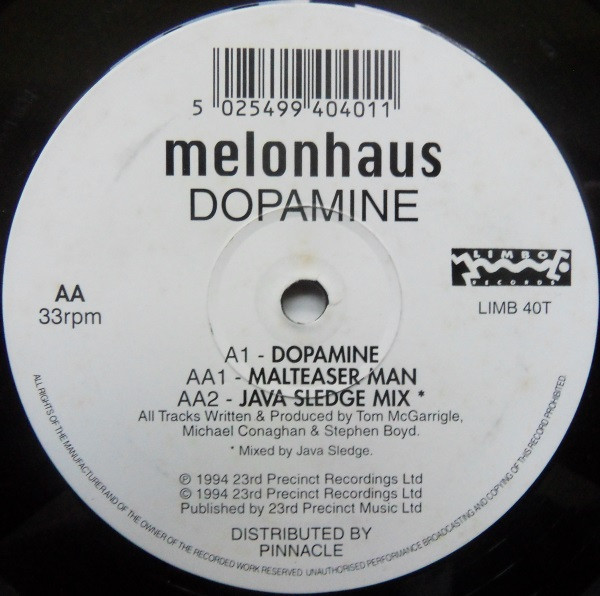 5 025499 404011
melonhaus
DOPAMINE
LIMBO
RECORDS
AA
33rpm
LIMB 40T
A1 - DOPAMINE
AA1 - MALTEASER MAN
AA2 - JAVA SLEDGE MIX *
All Tracks Written & Produced by Tom McGarrigle,
Michael Conaghan & Stephen Boyd.
* Mixed by Java Sledge.
℗ 1994 23rd Precinct Recordings Ltd
© 1994 23rd Precinct Recordings Ltd
Published by 23rd Precinct Music Ltd
DISTRIBUTED BY
PINNACLE
ALL RIGHTS OF THE MANUFACTURER AND OF THE OWNER OF THE RECORDED WORK RESERVED. UNAUTHORISED PERFORMANCE BROADCASTING AND COPYING OF THIS RECORD PROHIBITED.